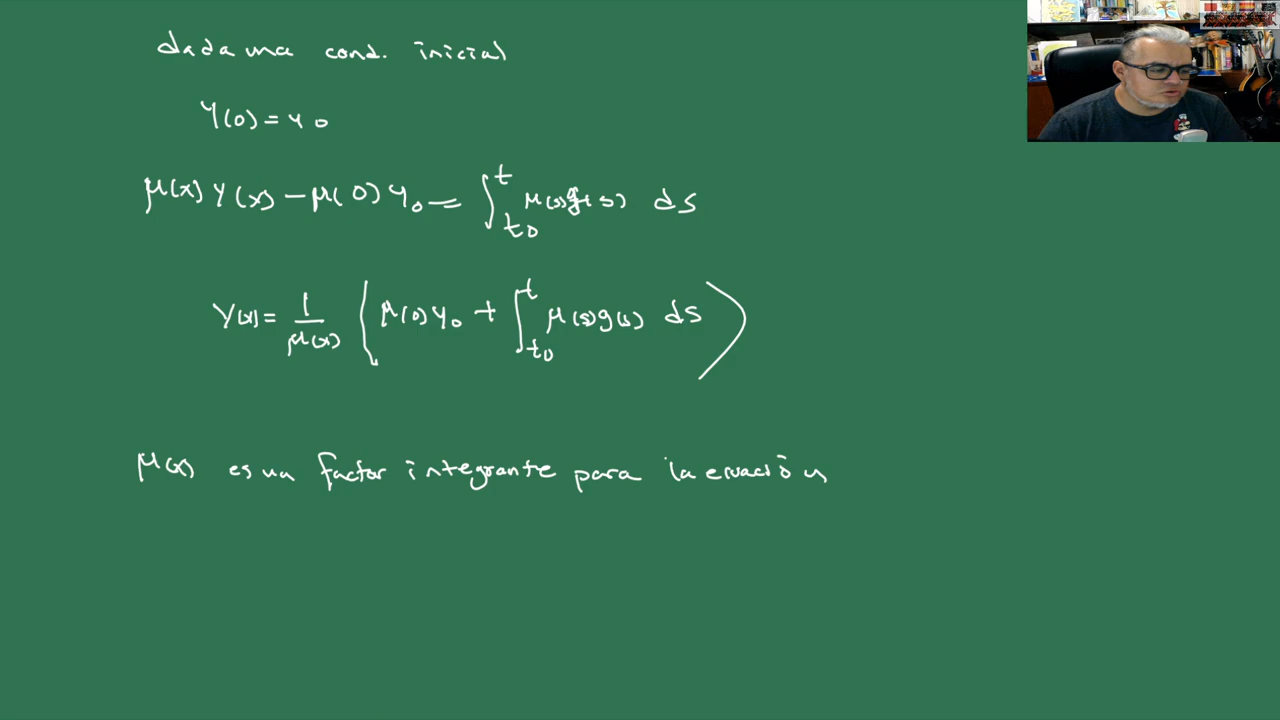 dada una cond. inicial
Y(0) = y0
μ(x) Y(x) - μ(0) Y₀ = ∫_{t0}^{t} μ(s)g(s) ds
Y(x) = 1/μ(x) ( μ(0) y₀ + ∫_{t0}^{t} μ(s)g(s) ds )
μ(x) es un factor integrante para la ecuación